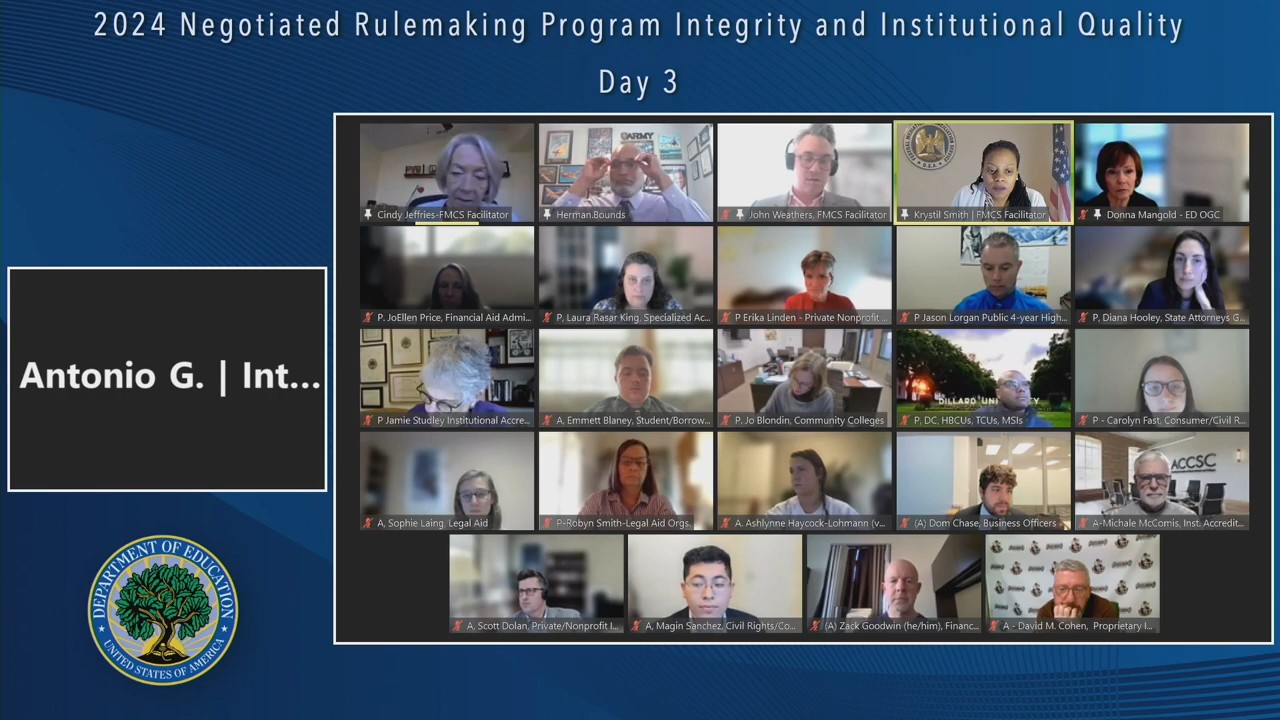 2024 Negotiated Rulemaking Program Integrity and Institutional Quality
Day 3
Antonio G. | Int...
DEPARTMENT OF EDUCATION
UNITED STATES OF AMERICA
Cindy Jeffries-FMCS Facilitator
ARMY
Herman.Bounds
John Weathers, FMCS Facilitator
Krystil Smith | FMCS Facilitator
Donna Mangold - ED OGC
P. JoEllen Price, Financial Aid Admi...
P, Laura Rasar King, Specialized Ac...
P Erika Linden - Private Nonprofit ...
P Jason Lorgan Public 4-year High...
P, Diana Hooley, State Attorneys G...
P Jamie Studley Institutional Accre...
A, Emmett Blaney, Student/Borrow...
P. Jo Blondin, Community Colleges
DILLARD UNI
TY
P, DC, HBCUs, TCUs, MSIs
P - Carolyn Fast, Consumer/Civil R...
A, Sophie Laing, Legal Aid
P-Robyn Smith-Legal Aid Orgs.
A. Ashlynne Haycock-Lohmann (v...
(A) Dom Chase, Business Officers -
ACCSC
A-Michale McComis, Inst. Accredit...
A, Scott Dolan, Private/Nonprofit I...
A, Magin Sanchez, Civil Rights/Co...
(A) Zack Goodwin (he/him), Financ...
A - David M. Cohen, Proprietary I...